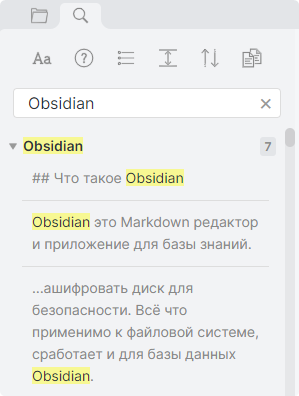 Aa
Obsidian
Obsidian 7
## Что такое Obsidian
Obsidian это Markdown редактор
и приложение для базы знаний.
...ашифровать диск для
безопасности. Всё что
применимо к файловой системе,
сработает и для базы данных
Obsidian.